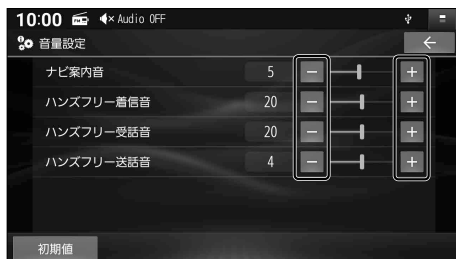 10:00 Audio OFF
音量設定
ナビ案内音 5 − +
ハンズフリー着信音 20 − +
ハンズフリー受話音 20 − +
ハンズフリー送話音 4 − +
初期値